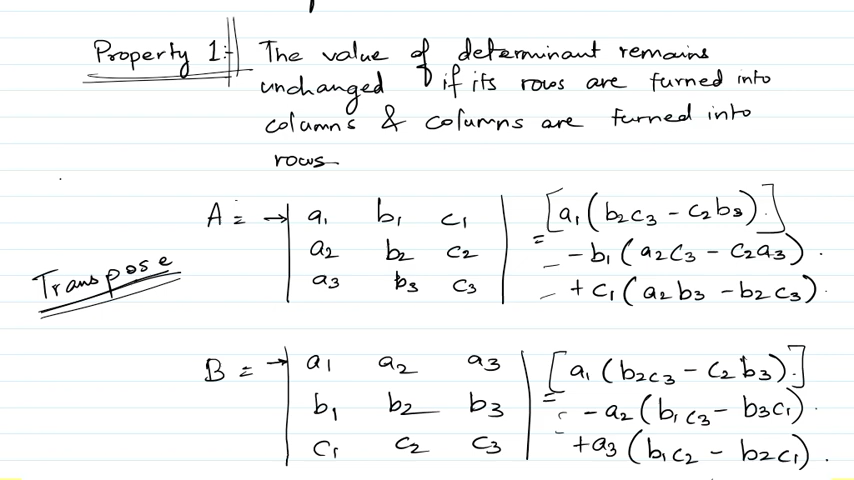 Property 1:- The value of determinant remains
unchanged if its rows are turned into
columns & columns are turned into
rows
A = → | a₁ b₁ c₁ | = [a₁(b₂c₃ - c₂b₃)]
| a₂ b₂ c₂ | - b₁(a₂c₃ - c₂a₃).
Transpose
| a₃ b₃ c₃ | + c₁(a₂b₃ - b₂c₃).
B = → | a₁ a₂ a₃ | = [a₁(b₂c₃ - c₂b₃).]
| b₁ b₂ b₃ | - a₂(b₁c₃ - b₃c₁).
| c₁ c₂ c₃ | + a₃(b₁c₂ - b₂c₁).